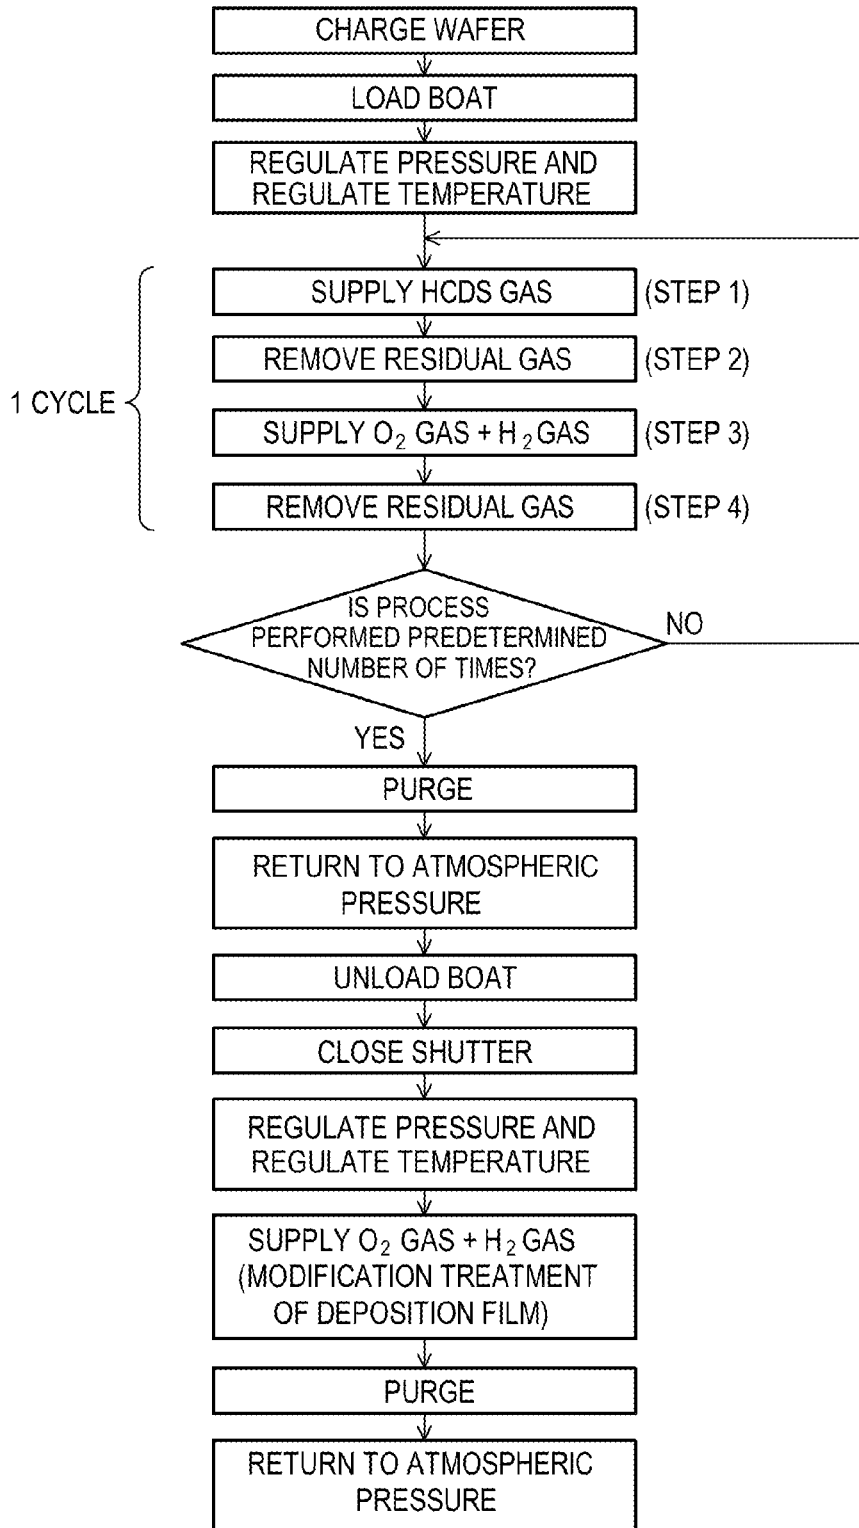 CHARGE WAFER
LOAD BOAT
REGULATE PRESSURE AND
REGULATE TEMPERATURE
SUPPLY HCDS GAS (STEP 1)
REMOVE RESIDUAL GAS (STEP 2)
1 CYCLE
SUPPLY O₂ GAS + H₂ GAS (STEP 3)
REMOVE RESIDUAL GAS (STEP 4)
IS PROCESS
PERFORMED PREDETERMINED
NUMBER OF TIMES?
NO
YES
PURGE
RETURN TO ATMOSPHERIC
PRESSURE
UNLOAD BOAT
CLOSE SHUTTER
REGULATE PRESSURE AND
REGULATE TEMPERATURE
SUPPLY O₂ GAS + H₂ GAS
(MODIFICATION TREATMENT
OF DEPOSITION FILM)
PURGE
RETURN TO ATMOSPHERIC
PRESSURE